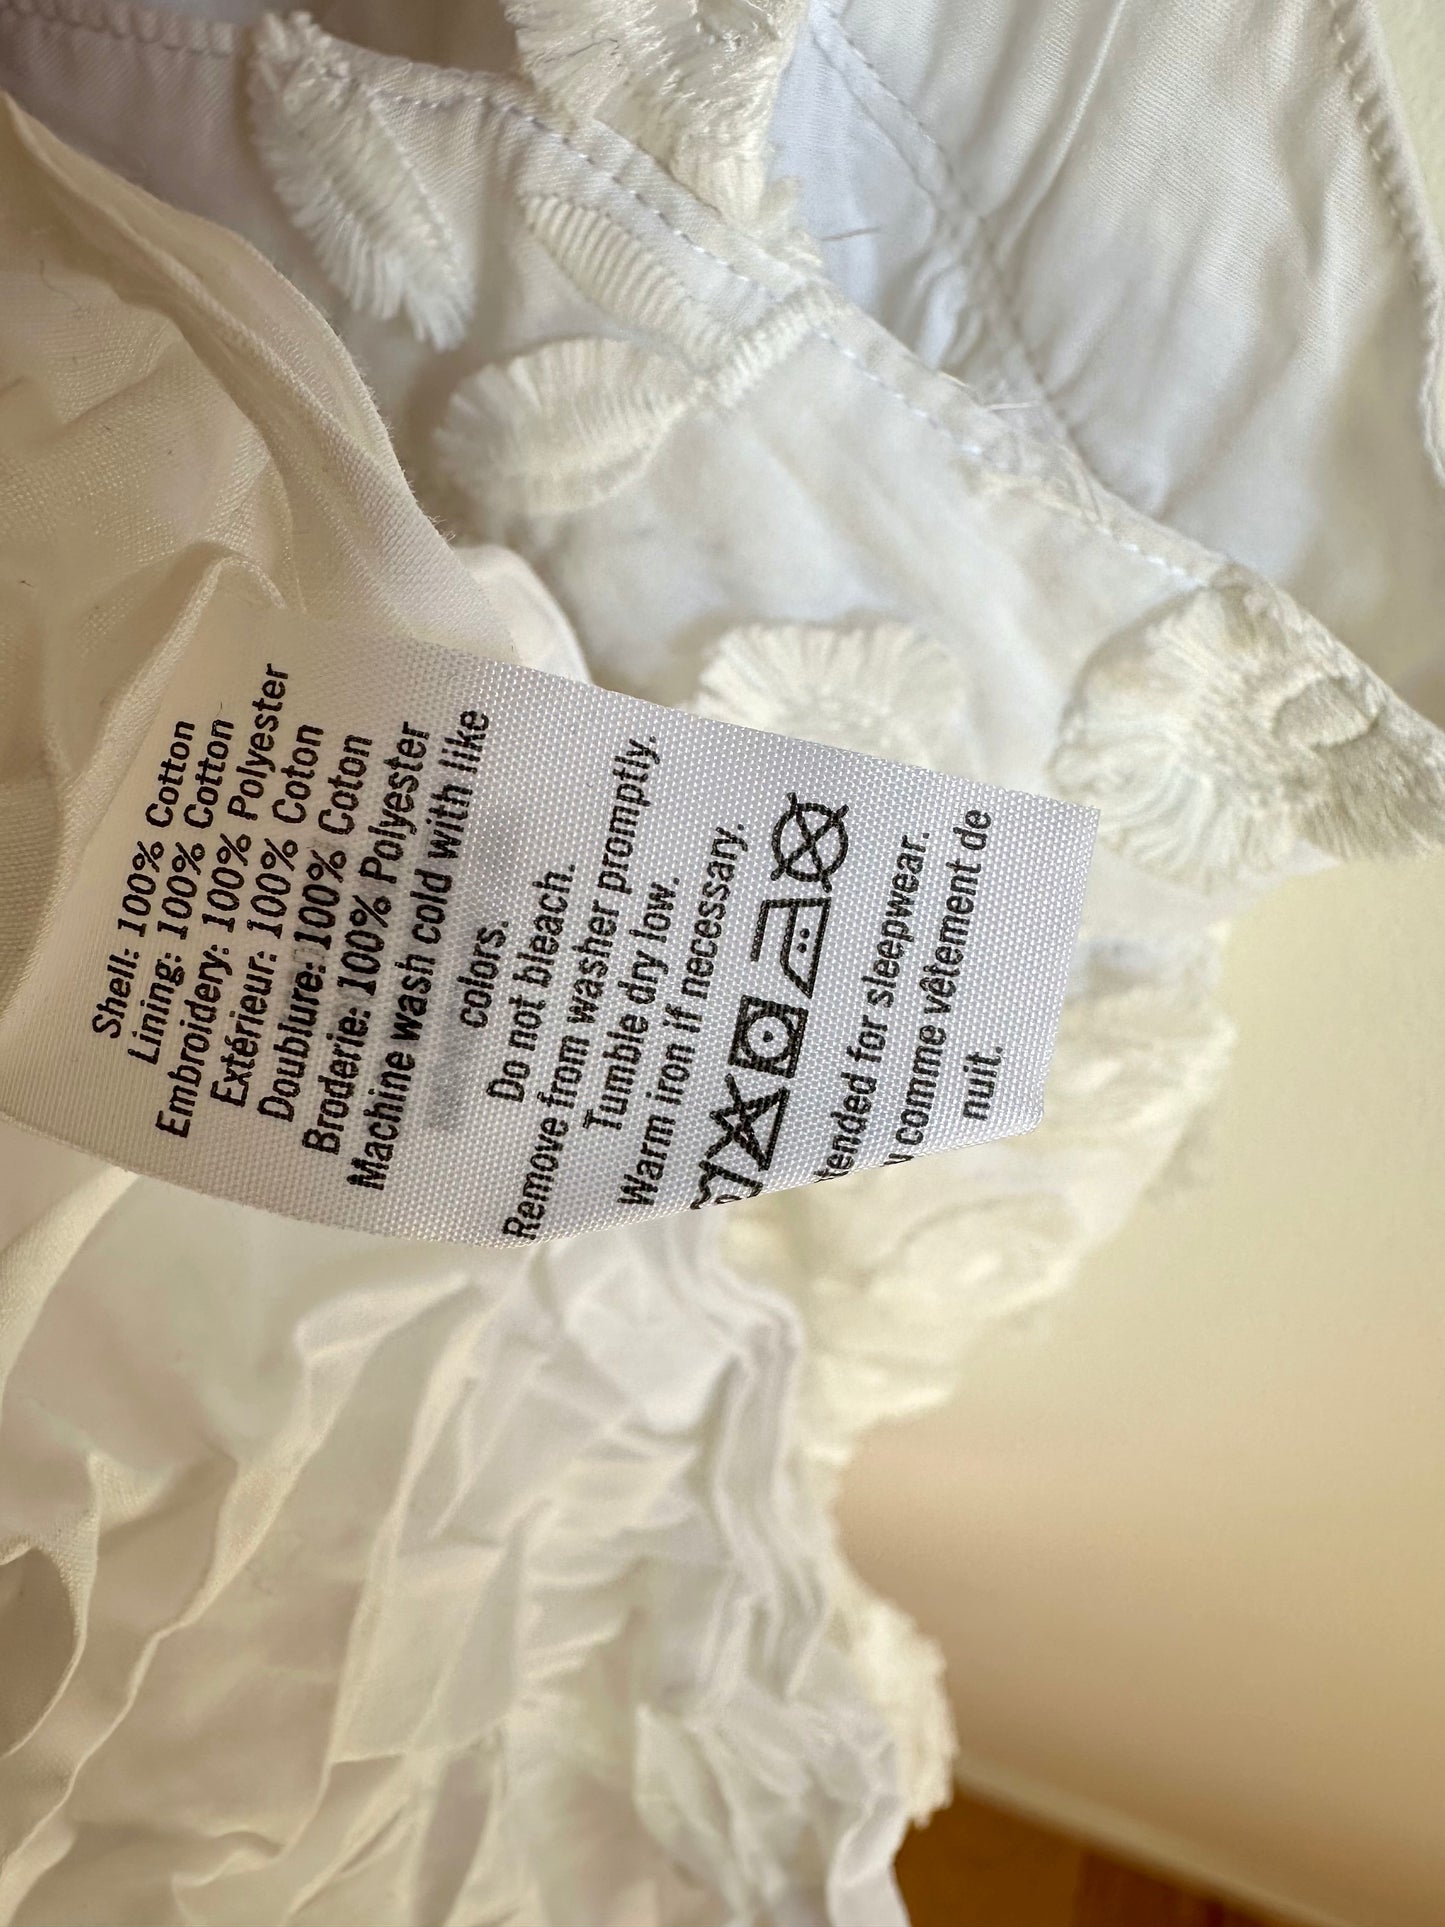 Shell: 100% Cotton
Lining: 100% Cotton
Embroidery: 100% Polyester
Extérieur: 100% Coton
Doublure: 100% Coton
Broderie: 100% Polyester
Machine wash cold with like
colors.
Do not bleach.
Remove from washer promptly.
Tumble dry low.
Warm iron if necessary.
for sleepwear.
comme vêtement de
nuit.